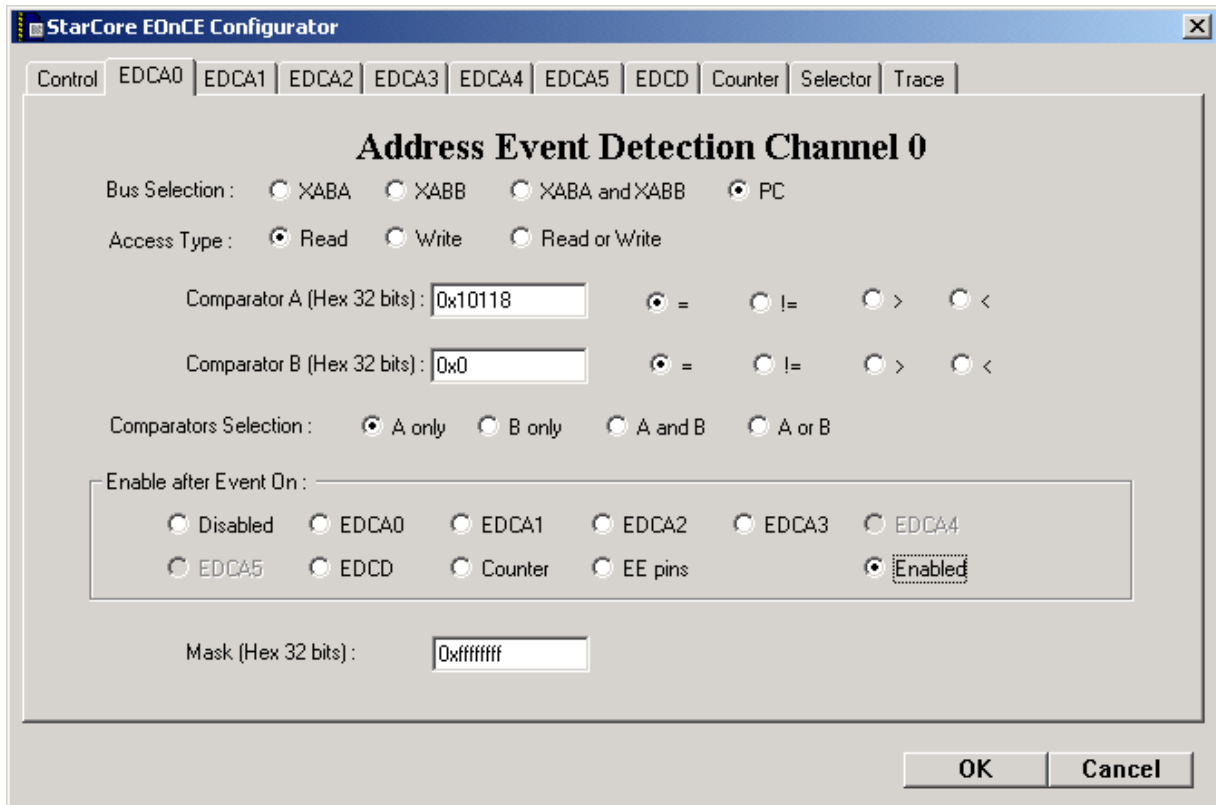 StarCore EOnCE Configurator
Control EDCA0 EDCA1 EDCA2 EDCA3 EDCA4 EDCA5 EDCD Counter Selector Trace
Address Event Detection Channel 0
Bus Selection : XABA XABB XABA and XABB PC
Access Type : Read Write Read or Write
Comparator A (Hex 32 bits) : 0x10118 = != > <
Comparator B (Hex 32 bits) : 0x0 = != > <
Comparators Selection : A only B only A and B A or B
Enable after Event On :
Disabled EDCA0 EDCA1 EDCA2 EDCA3 EDCA4
EDCA5 EDCD Counter EE pins Enabled
Mask (Hex 32 bits) : 0xffffffff
OK Cancel